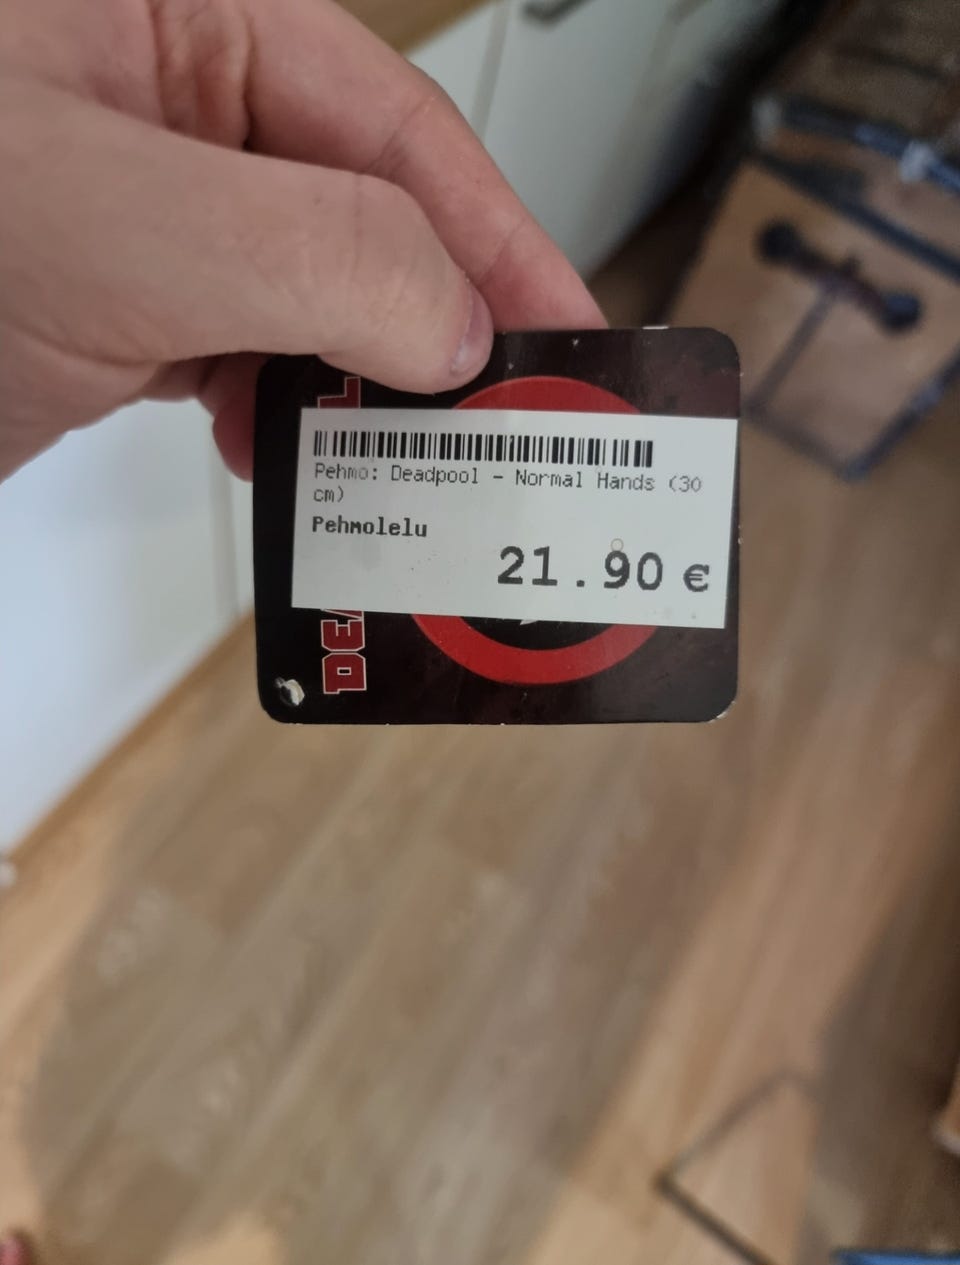 Pehmo: Deadpool - Normal Hands (30
cm)
Pehmolelu
21.90 €